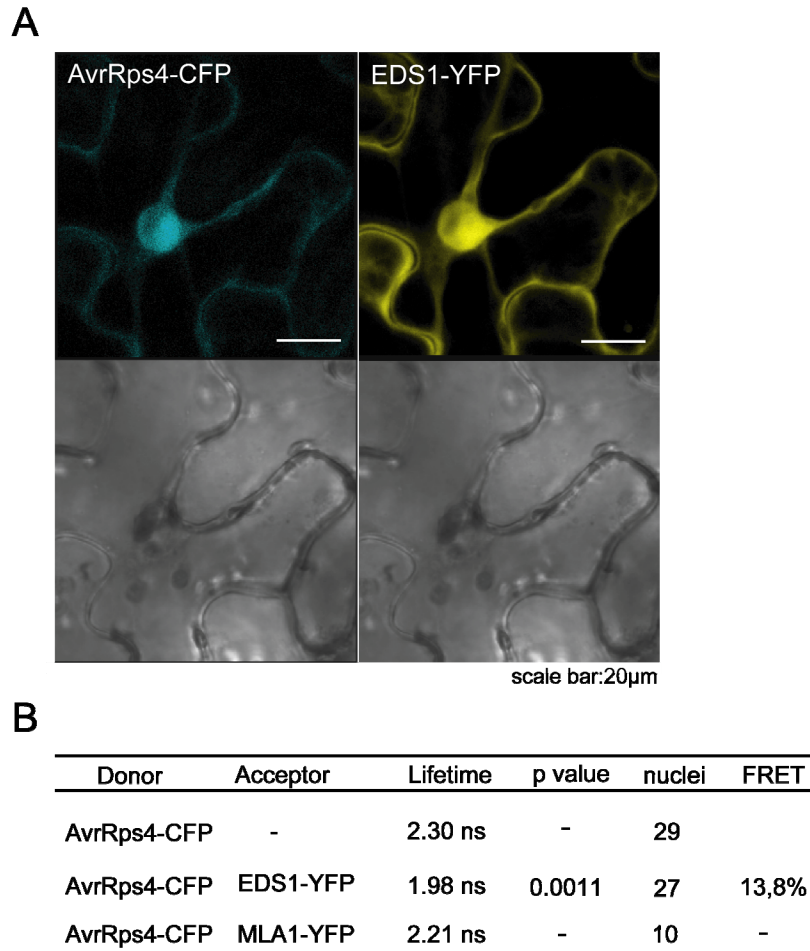 A
AvrRps4-CFP EDS1-YFP
scale bar:20µm
B
Donor Acceptor Lifetime p value nuclei FRET
AvrRps4-CFP - 2.30 ns - 29
AvrRps4-CFP EDS1-YFP 1.98 ns 0.0011 27 13,8%
AvrRps4-CFP MLA1-YFP 2.21 ns - 10 -